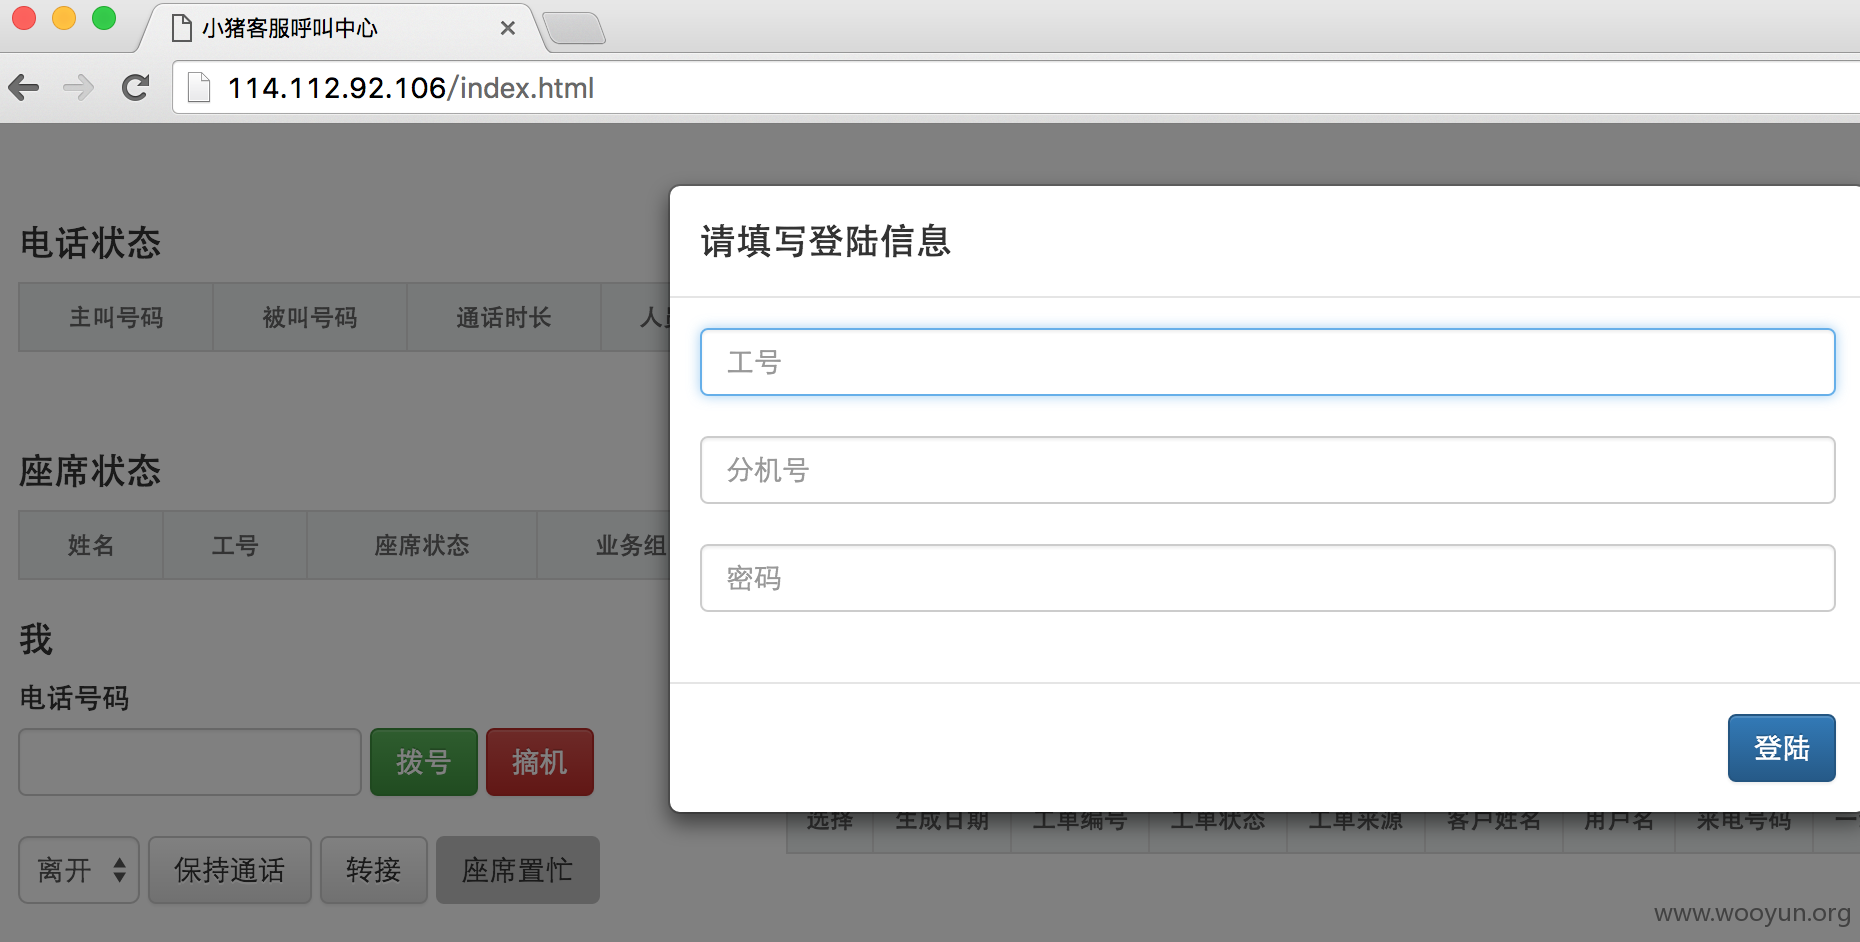 小猪客服呼叫中心
114.112.92.106/index.html
电话状态
主叫号码 被叫号码 通话时长
座席状态
姓名 工号 座席状态 业务组
我
电话号码
拨号 摘机
离开 保持通话 转接 座席置忙
请填写登陆信息
工号
分机号
密码
登陆
选择 生成日期 工单编号 工单状态 工单来源 客户姓名 用户名 来电号码
www.wooyun.org